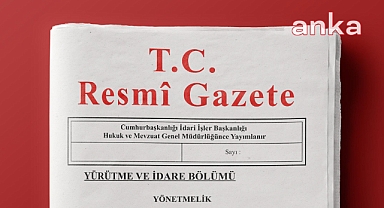 anka
T.C.
Resmî Gazete
Cumhurbaşkanlığı İdari İşler Başkanlığı
Hukuk ve Mevzuat Genel Müdürlüğünce Yayımlanır
Sayı :
YÜRÜTME VE İDARE BÖLÜMÜ
YÖNETMELİK